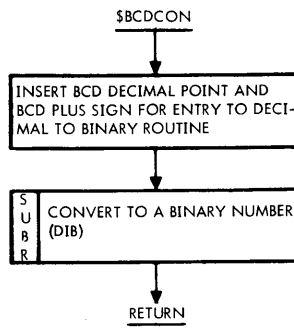 $BCDCON
INSERT BCD DECIMAL POINT AND
BCD PLUS SIGN FOR ENTRY TO DECI-
MAL TO BINARY ROUTINE
SUBR
CONVERT TO A BINARY NUMBER
(DIB)
RETURN